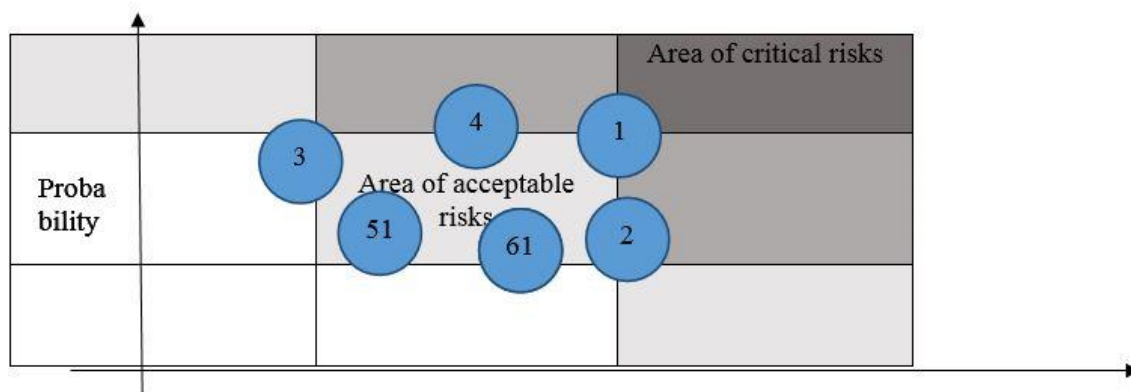 Area of critical risks
4
1
3
Proba
bility
Area of acceptable
risks
51
61
2